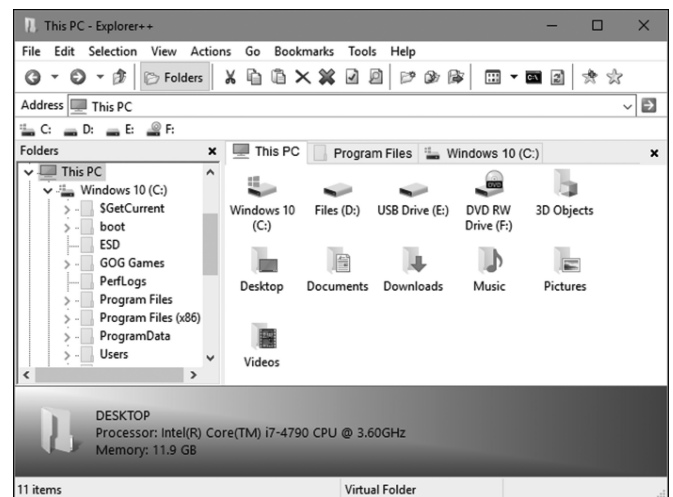 This PC - Explorer++
File Edit Selection View Actions Go Bookmarks Tools Help
Folders
Address This PC
C: D: E: F:
Folders
This PC
Windows 10 (C:)
$GetCurrent
boot
ESD
GOG Games
PerfLogs
Program Files
Program Files (x86)
ProgramData
Users
This PC Program Files Windows 10 (C:)
Windows 10 (C:)
Files (D:)
USB Drive (E:)
DVD RW Drive (F:)
3D Objects
Desktop Documents Downloads Music Pictures
Videos
DESKTOP
Processor: Intel(R) Core(TM) i7-4790 CPU @ 3.60GHz
Memory: 11.9 GB
11 items Virtual Folder